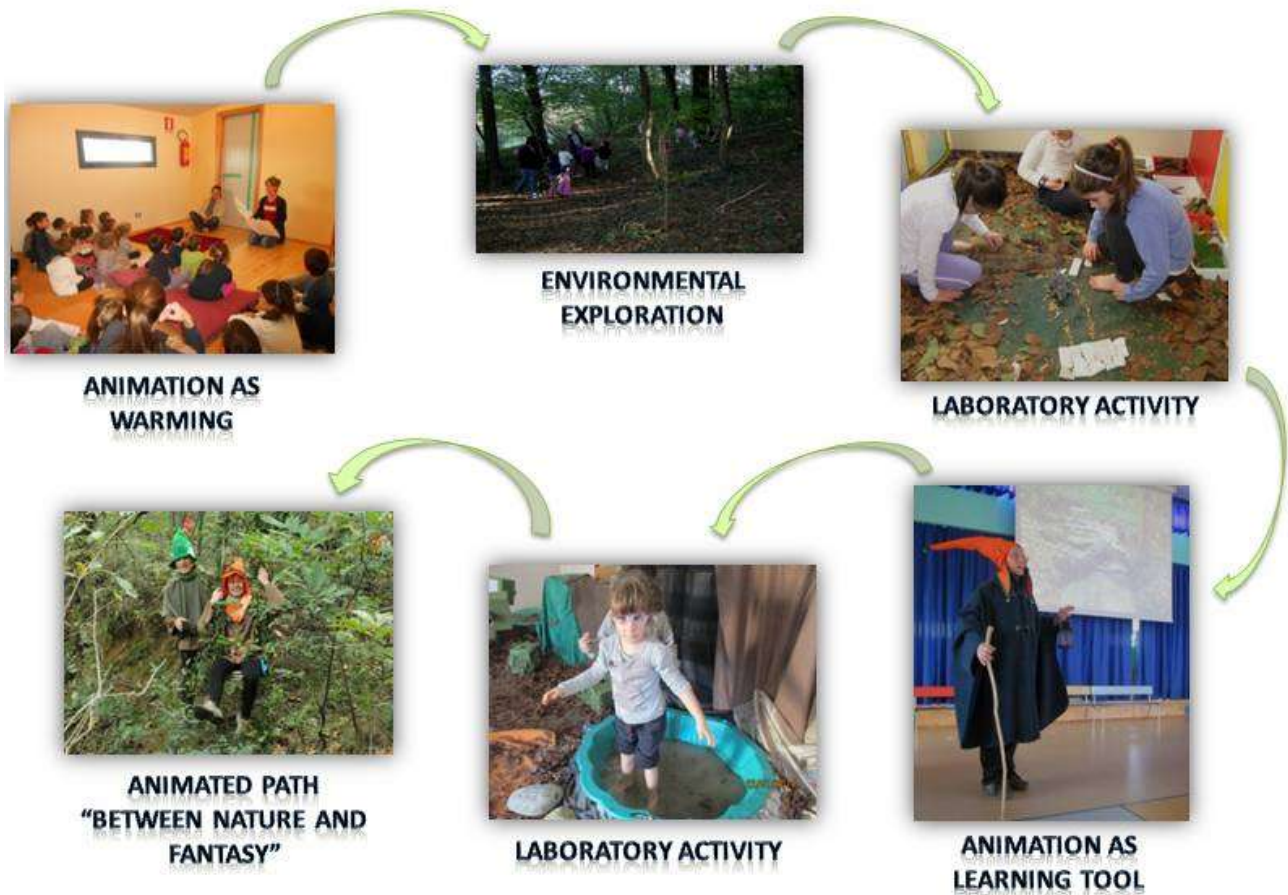 ANIMATION AS
WARMING
ENVIRONMENTAL
EXPLORATION
LABORATORY ACTIVITY
ANIMATION AS
LEARNING TOOL
LABORATORY ACTIVITY
ANIMATED PATH
“BETWEEN NATURE AND
FANTASY”